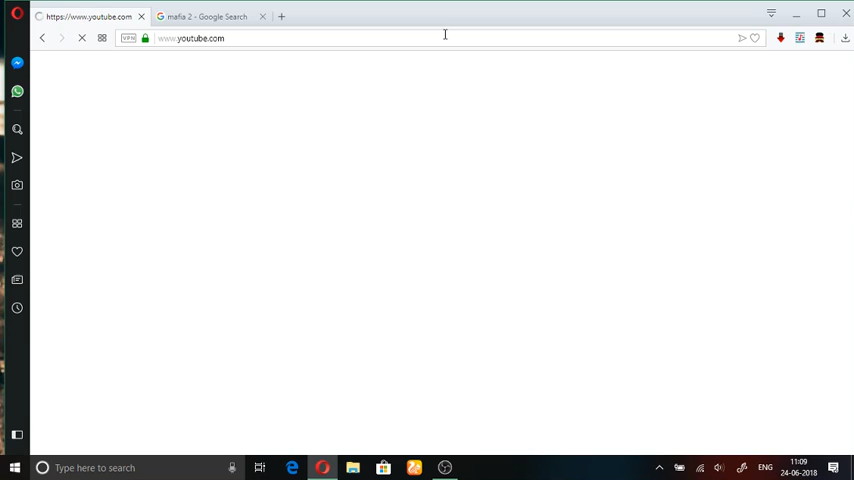 https://www.youtube.com
mafia 2 - Google Search
VPN
www.youtube.com
Type here to search
ENG
11:09
24-06-2018